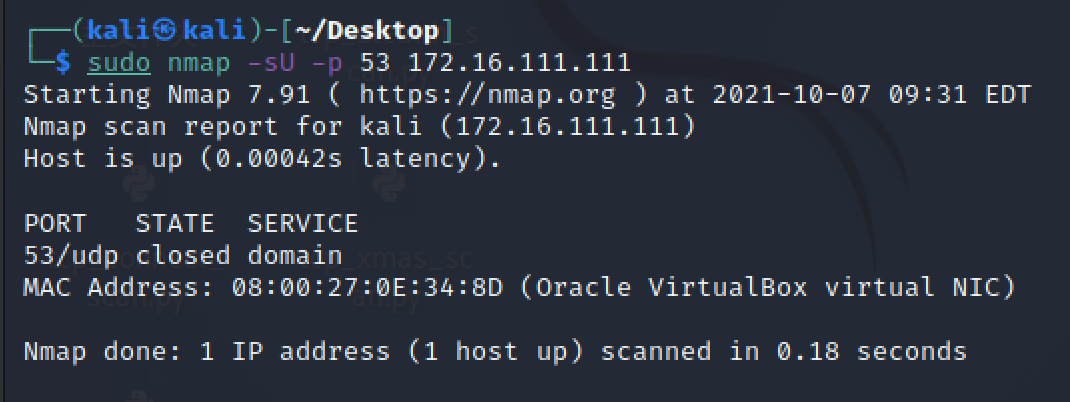 ┌──(kali㉿kali)-[~/Desktop]
└─$ sudo nmap -sU -p 53 172.16.111.111
Starting Nmap 7.91 ( https://nmap.org ) at 2021-10-07 09:31 EDT
Nmap scan report for kali (172.16.111.111)
Host is up (0.00042s latency).
PORT   STATE  SERVICE
53/udp closed domain
MAC Address: 08:00:27:0E:34:8D (Oracle VirtualBox virtual NIC)
Nmap done: 1 IP address (1 host up) scanned in 0.18 seconds